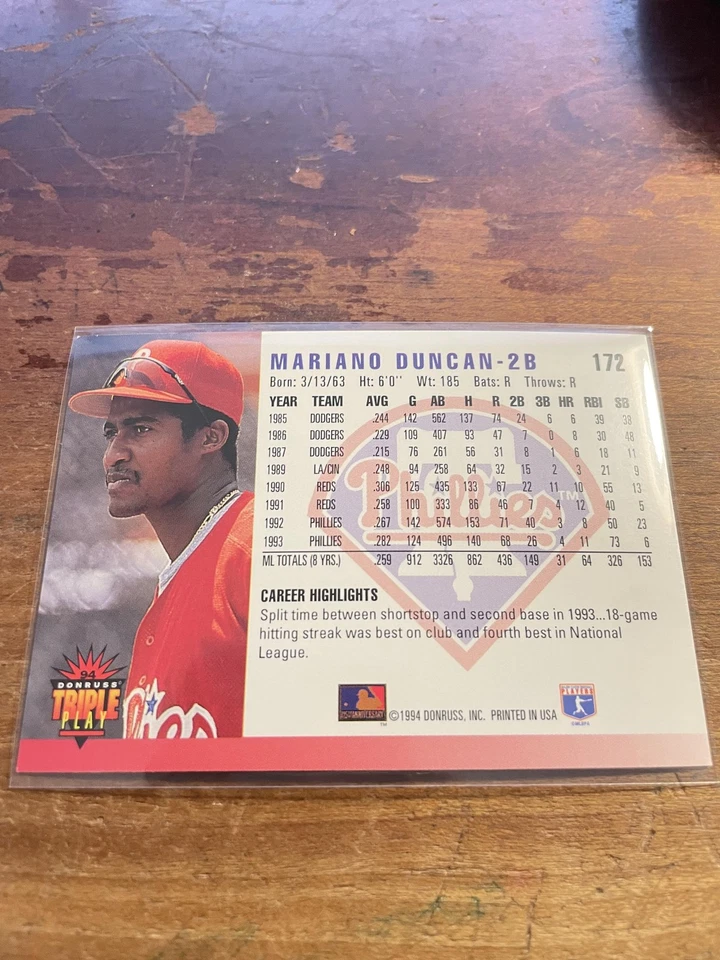 MARIANO DUNCAN-2B 172
Born: 3/13/63 Ht: 6'0'' Wt: 185 Bats: R Throws: R
YEAR TEAM AVG G AB H R 2B 3B HR RBI SB
1985 DODGERS .244 142 562 137 74 24 6 6 39 38
1986 DODGERS .229 109 407 93 47 7 0 8 30 48
1987 DODGERS .215 76 261 56 31 8 1 6 18 11
1989 LA/CIN .248 94 258 64 32 15 2 3 21 9
1990 REDS .306 125 435 133 67 22 11 10 55 13
1991 REDS .258 100 333 86 46 7 4 12 40 5
1992 PHILLIES .267 142 574 153 71 40 3 8 50 23
1993 PHILLIES .282 124 496 140 68 26 4 11 73 6
ML TOTALS (8 YRS.) .259 912 3326 862 436 149 31 64 326 153
Phillies TM
CAREER HIGHLIGHTS
Split time between shortstop and second base in 1993...18-game
hitting streak was best on club and fourth best in National
League.
94
DONRUSS®
TRIPLE
PLAY
125TH ANNIVERSARY
TM
©1994 DONRUSS, INC. PRINTED IN USA
PLAYERS